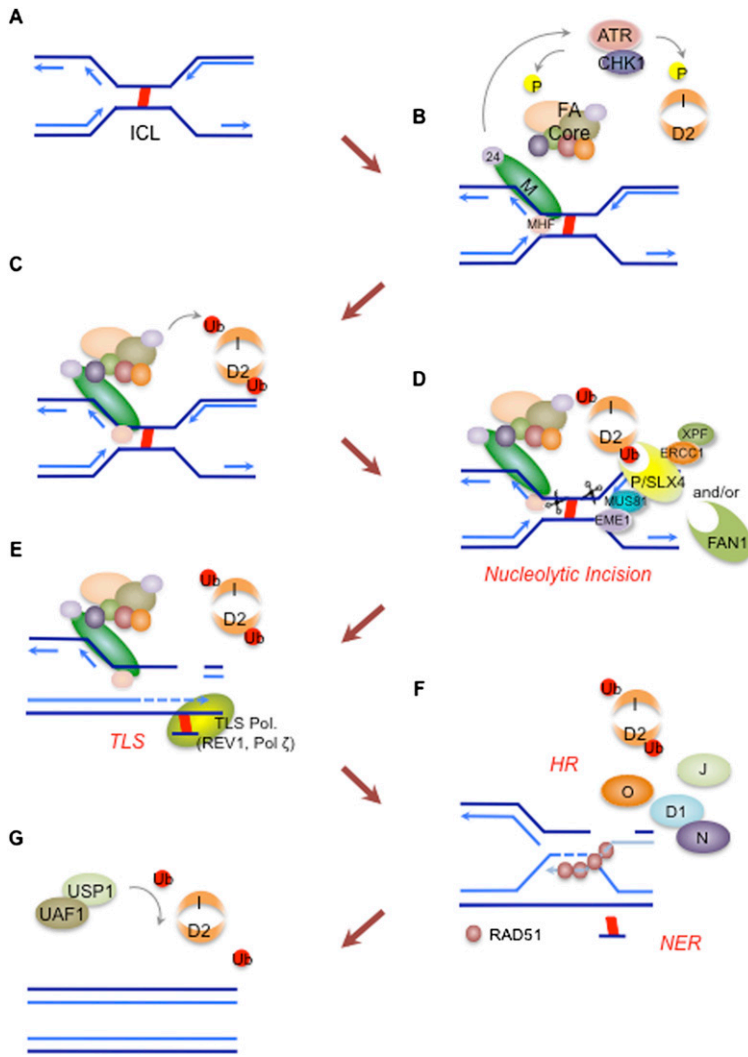 A
ICL
ATR
CHK1
P
P
B
FA
Core
I
D2
24
M
MHF
C
Ub
I
D2
Ub
D
Ub
I
D2
Ub
XPF
ERCC1
P/SLX4
MUS81
EME1
and/or
FAN1
Nucleolytic Incision
E
Ub
I
D2
Ub
TLS
TLS Pol.
(REV1, Pol ζ)
F
Ub
I
D2
Ub
HR
J
O
D1
N
RAD51
NER
G
USP1
UAF1
Ub
I
D2
Ub